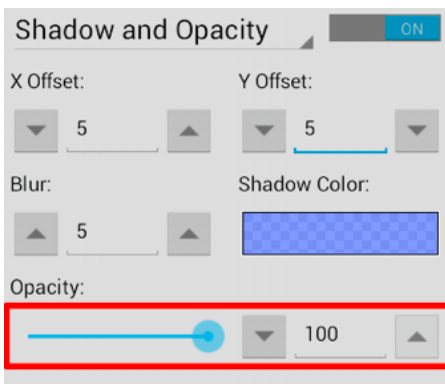 Shadow and Opacity ON
X Offset: Y Offset:
5 5
Blur: Shadow Color:
5
Opacity:
100